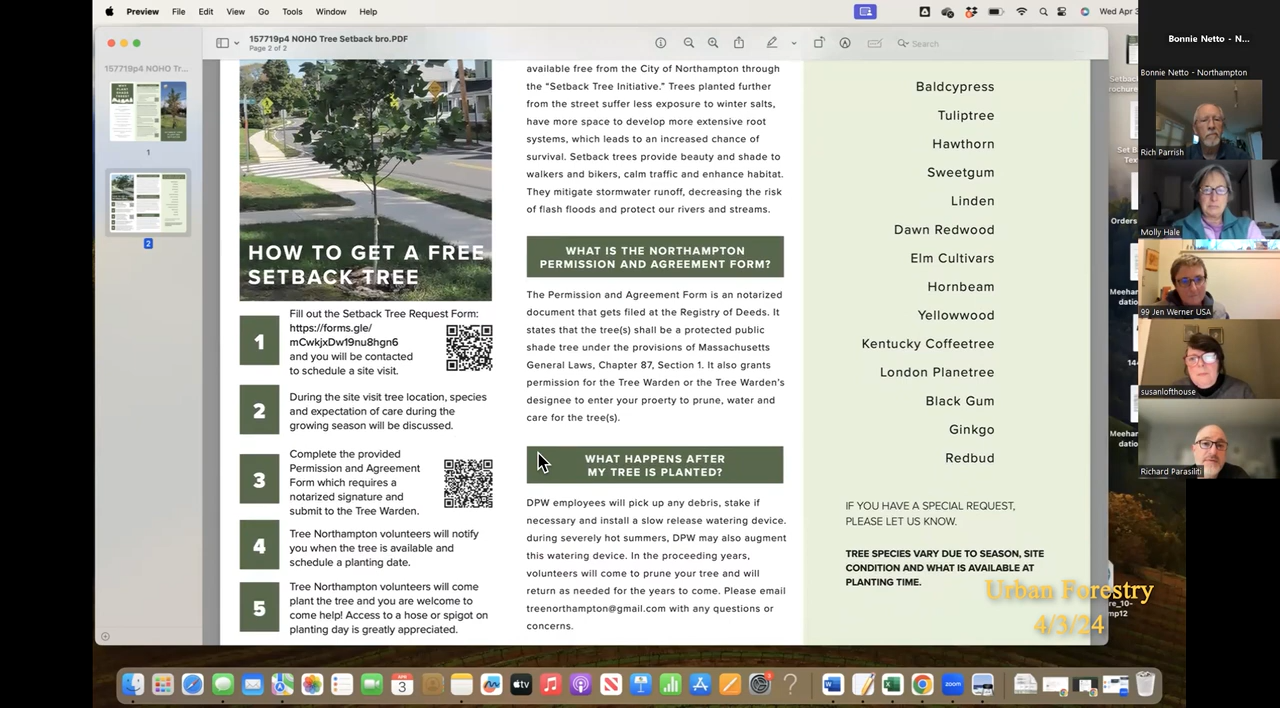 Preview File Edit View Go Tools Window Help
Wed Apr 3
157719p4 NOHO Tree Setback bro.PDF
Page 2 of 2
Search
157719p4 NOHO Tr...
1
2
HOW TO GET A FREE
SETBACK TREE
1
Fill out the Setback Tree Request Form:
https://forms.gle/
mCwkjxDw19nu8hgn6
and you will be contacted
to schedule a site visit.
2
During the site visit tree location, species
and expectation of care during the
growing season will be discussed.
3
Complete the provided
Permission and Agreement
Form which requires a
notarized signature and
submit to the Tree Warden.
4
Tree Northampton volunteers will notify
you when the tree is available and
schedule a planting date.
5
Tree Northampton volunteers will come
plant the tree and you are welcome to
come help! Access to a hose or spigot on
planting day is greatly appreciated.
available free from the City of Northampton through
the “Setback Tree Initiative.” Trees planted further
from the street suffer less exposure to winter salts,
have more space to develop more extensive root
systems, which leads to an increased chance of
survival. Setback trees provide beauty and shade to
walkers and bikers, calm traffic and enhance habitat.
They mitigate stormwater runoff, decreasing the risk
of flash floods and protect our rivers and streams.
WHAT IS THE NORTHAMPTON
PERMISSION AND AGREEMENT FORM?
The Permission and Agreement Form is an notarized
document that gets filed at the Registry of Deeds. It
states that the tree(s) shall be a protected public
shade tree under the provisions of Massachusetts
General Laws, Chapter 87, Section 1. It also grants
permission for the Tree Warden or the Tree Warden’s
designee to enter your proerty to prune, water and
care for the tree(s).
WHAT HAPPENS AFTER
MY TREE IS PLANTED?
DPW employees will pick up any debris, stake if
necessary and install a slow release watering device.
during severely hot summers, DPW may also augment
this watering device. In the proceeding years,
volunteers will come to prune your tree and will
return as needed for the years to come. Please email
treenorthampton@gmail.com with any questions or
concerns.
Baldcypress
Tuliptree
Hawthorn
Sweetgum
Linden
Dawn Redwood
Elm Cultivars
Hornbeam
Yellowwood
Kentucky Coffeetree
London Planetree
Black Gum
Ginkgo
Redbud
IF YOU HAVE A SPECIAL REQUEST,
PLEASE LET US KNOW.
TREE SPECIES VARY DUE TO SEASON, SITE
CONDITION AND WHAT IS AVAILABLE AT
PLANTING TIME.
Urban Forestry
4/3/24
Bonnie Netto - N...
Bonnie Netto - Northampton
Rich Parrish
Molly Hale
99 Jen Werner USA
susanlofthouse
Richard Parasiliti
Orders
tv
zoom